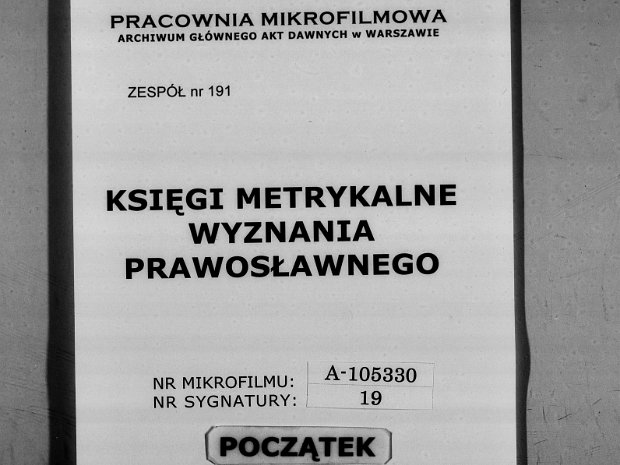 PRACOWNIA MIKROFILMOWA
ARCHIWUM GŁÓWNEGO AKT DAWNYCH w WARSZAWIE
ZESPÓŁ nr 191
KSIĘGI METRYKALNE
WYZNANIA
PRAWOSŁAWNEGO
NR MIKROFILMU: A-105330
NR SYGNATURY: 19
POCZĄTEK